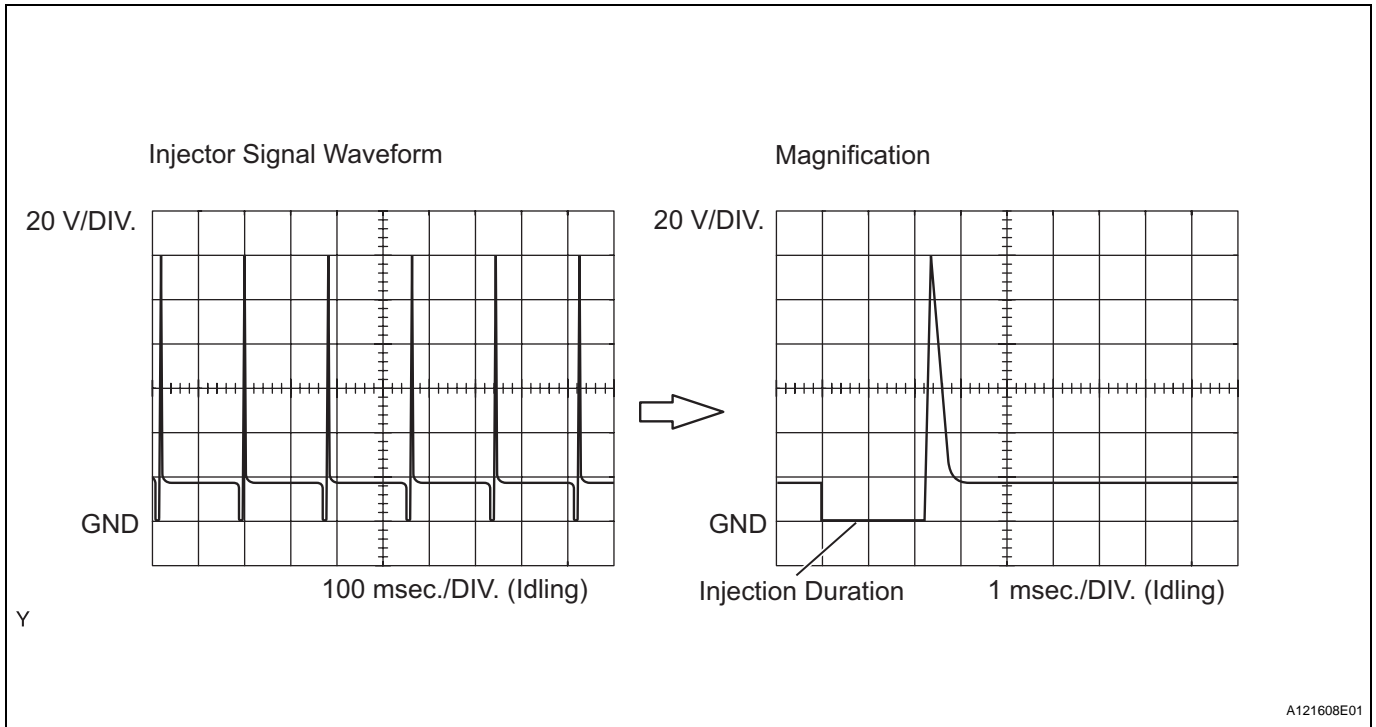 Injector Signal Waveform
Magnification
20 V/DIV.
20 V/DIV.
GND
GND
100 msec./DIV. (Idling)
Injection Duration
1 msec./DIV. (Idling)
Y
A121608E01